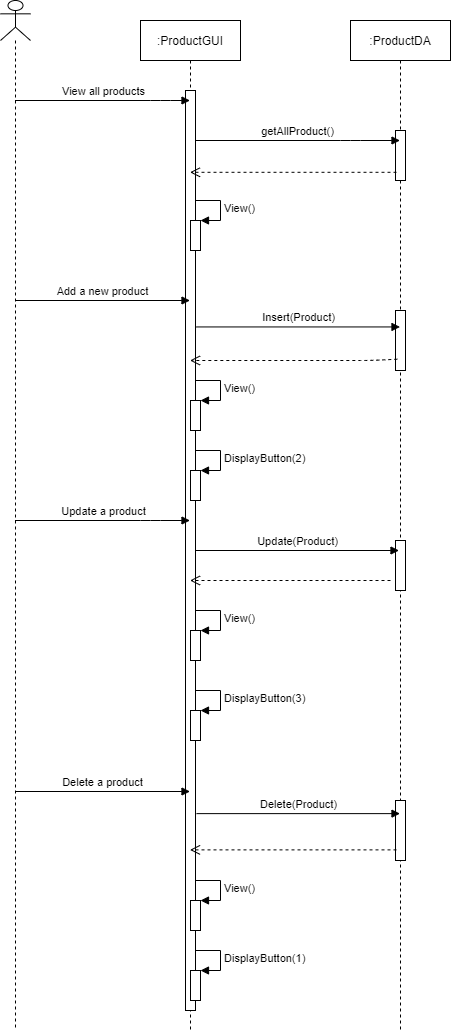 :ProductGUI
:ProductDA
View all products
getAllProduct()
View()
Add a new product
Insert(Product)
View()
DisplayButton(2)
Update a product
Update(Product)
View()
DisplayButton(3)
Delete a product
Delete(Product)
View()
DisplayButton(1)